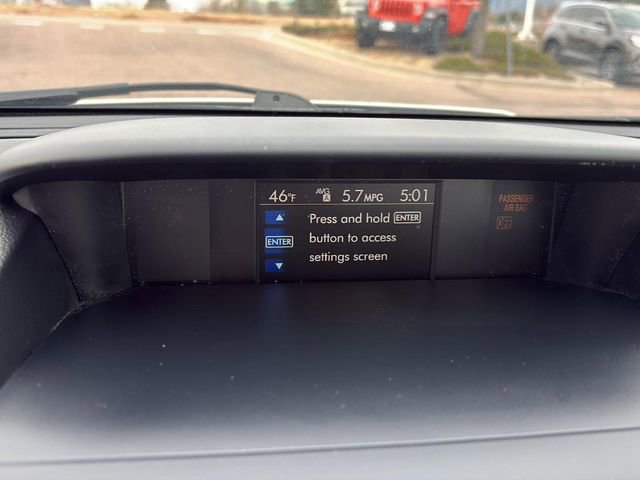 46°F AVG A 5.7MPG 5:01
Press and hold ENTER
ENTER button to access
settings screen
PASSENGER
AIR BAG
OFF